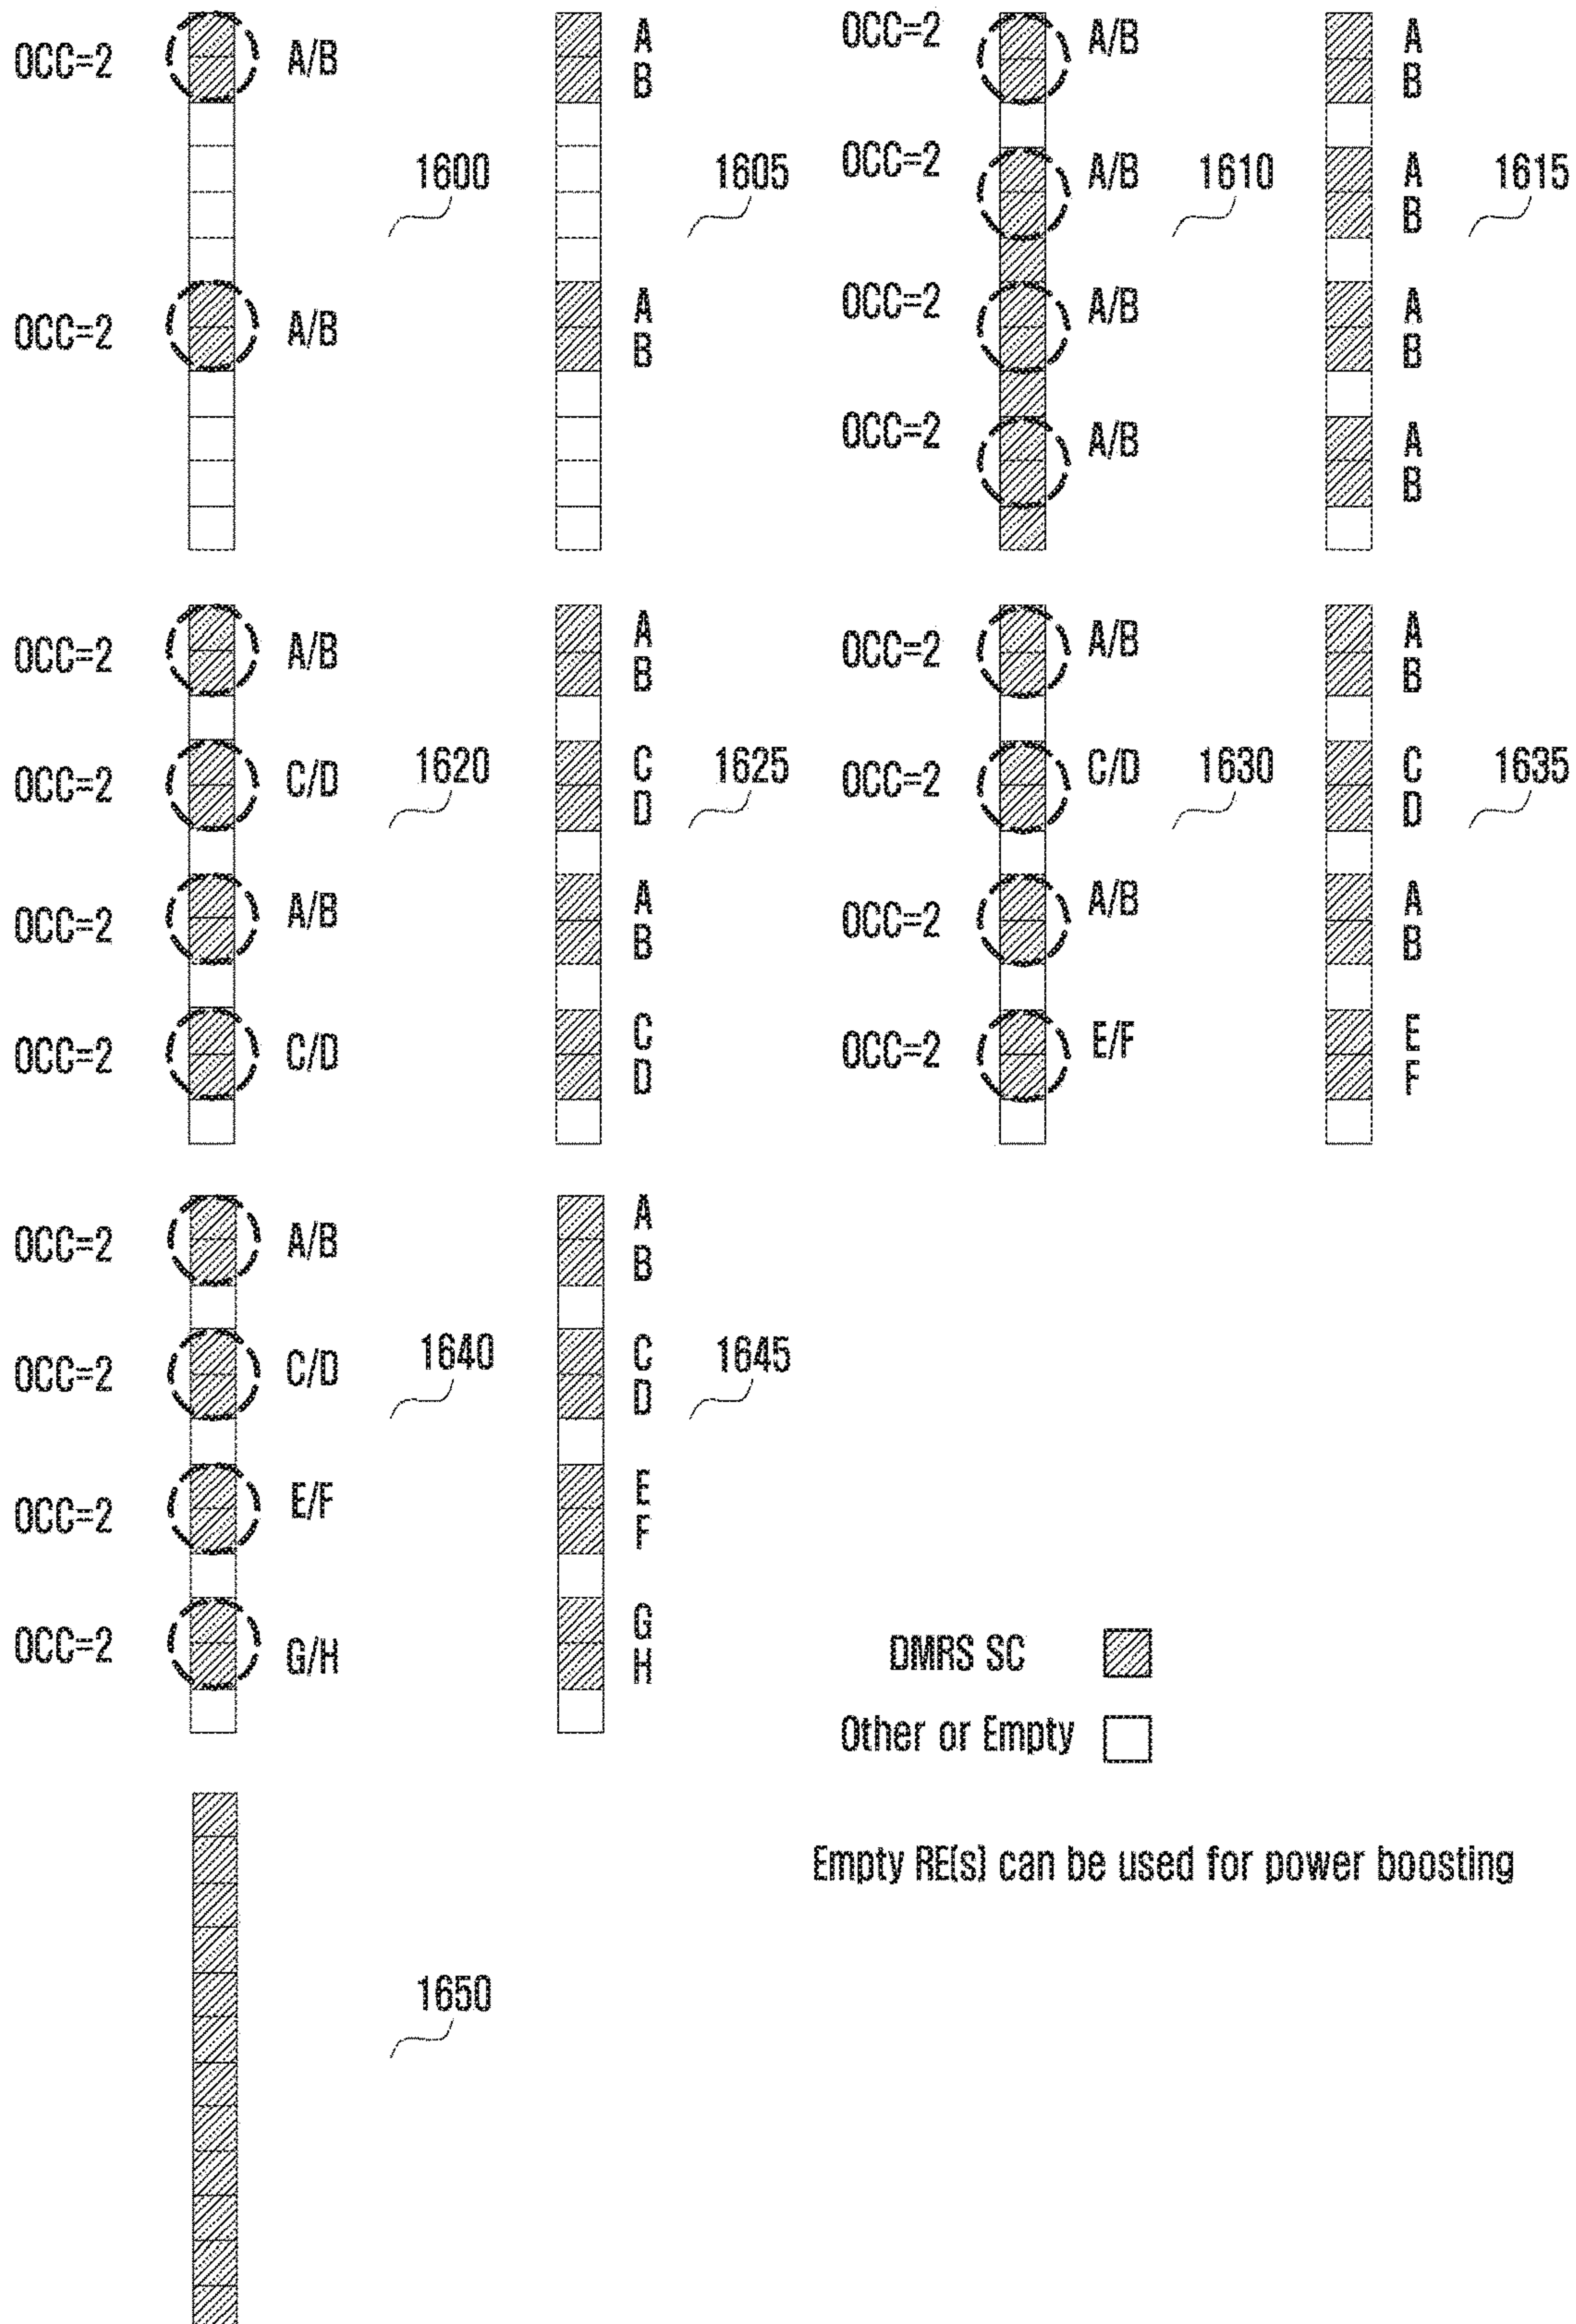 OCC=2 A/B
1600
OCC=2 A/B
A
B
1605
A
B
OCC=2 A/B
OCC=2 A/B
1610
OCC=2 A/B
OCC=2 A/B
A
B
A
B
1615
A
B
A
B
OCC=2 A/B
OCC=2 C/D
1620
OCC=2 A/B
OCC=2 C/D
A
B
C
D
1625
A
B
C
D
OCC=2 A/B
OCC=2 C/D
1630
OCC=2 A/B
OCC=2 E/F
A
B
C
D
1635
A
B
E
F
OCC=2 A/B
OCC=2 C/D
1640
OCC=2 E/F
OCC=2 G/H
A
B
C
D
1645
E
F
G
H
DMRS SC
Other or Empty
Empty RE(s) can be used for power boosting
1650